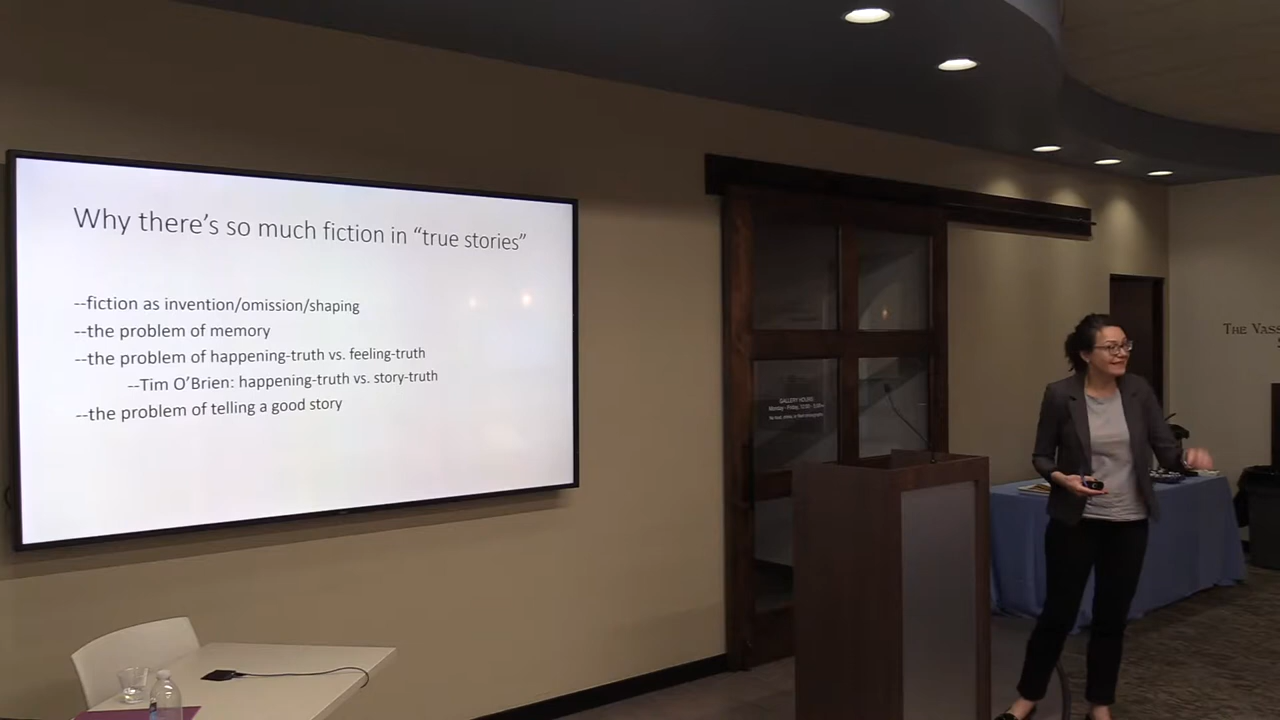 Why there's so much fiction in “true stories”
--fiction as invention/omission/shaping
--the problem of memory
--the problem of happening-truth vs. feeling-truth
--Tim O'Brien: happening-truth vs. story-truth
--the problem of telling a good story
GALLERY HOURS
Monday - Friday,
The Vass